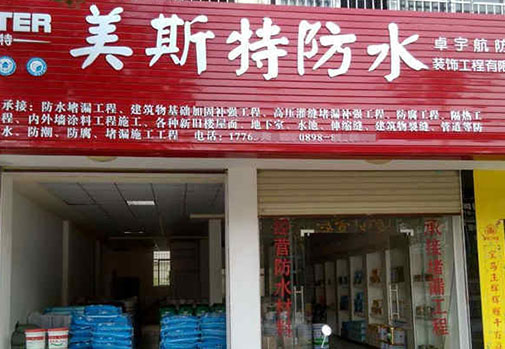 TER
特
美斯特防水
卓宇航防
装饰工程有限
承接：防水堵漏工程、建筑物基础加固补强工程、高压灌缝堵漏补强工程、防腐工程、隔热工
程、内外墙涂料工程施工、各种新旧楼屋面、地下室、水池、伸缩缝、建筑物裂缝、管道等防
水、防潮、防腐、堵漏施工工程 电话：1776 0898-8
经营防水材料
承任堵漏工程